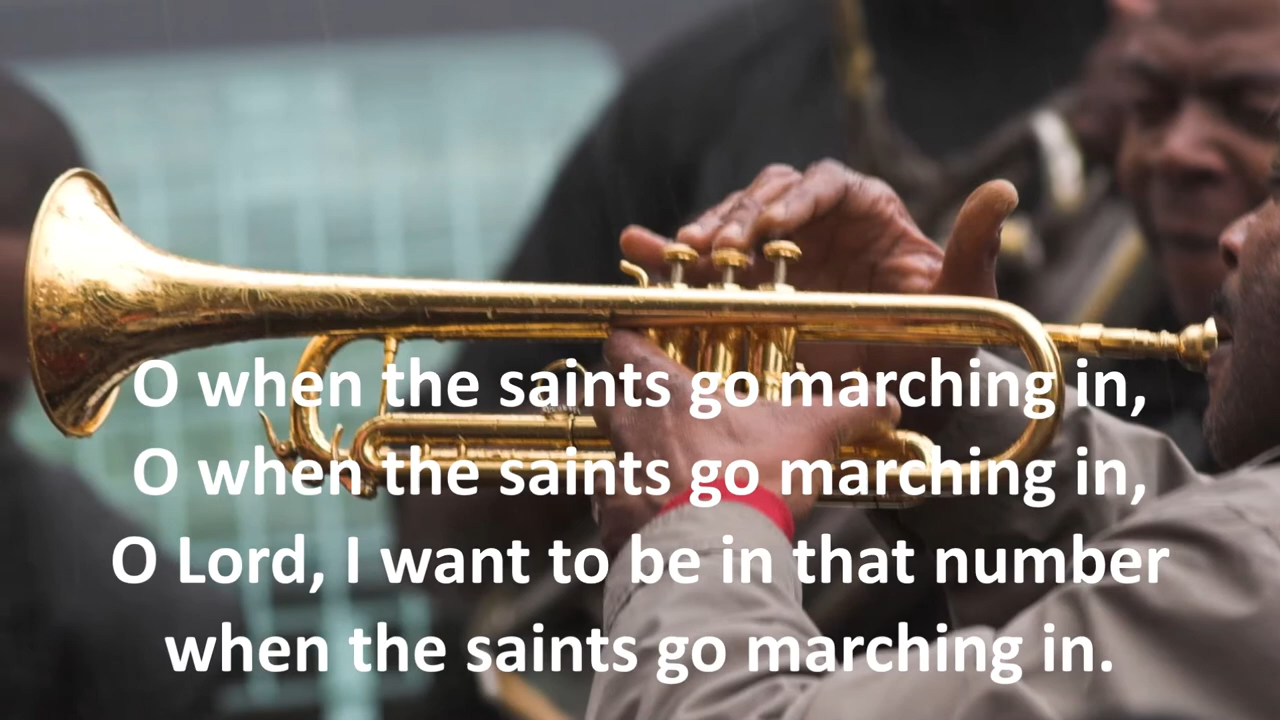 O when the saints go marching in,
O when the saints go marching in,
O Lord, I want to be in that number
when the saints go marching in.